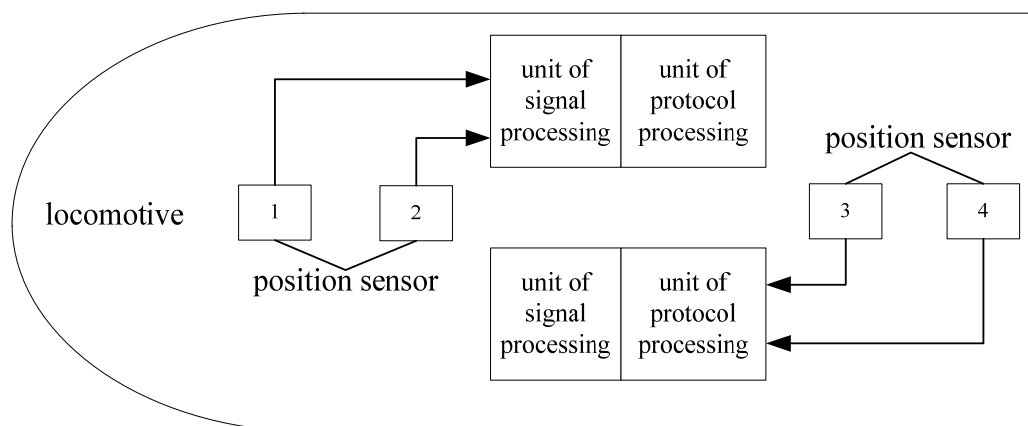 unit of
signal
processing
unit of
protocol
processing
position sensor
1
2
3
4
locomotive
position sensor
unit of
signal
processing
unit of
protocol
processing